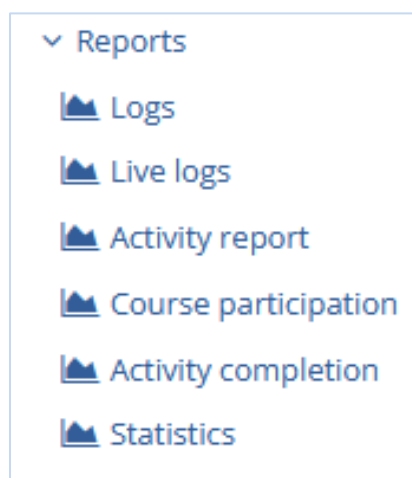 Reports
Logs
Live logs
Activity report
Course participation
Activity completion
Statistics